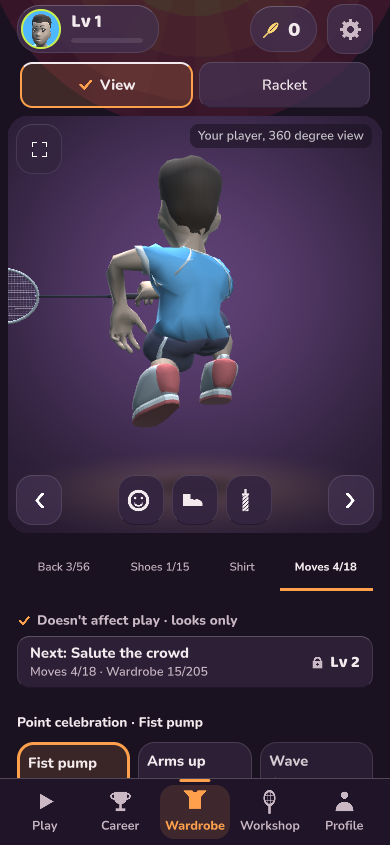 Lv 1
0
View
Racket
Your player, 360 degree view
Back 3/56
Shoes 1/15
Shirt
Moves 4/18
Doesn't affect play · looks only
Next: Salute the crowd
Moves 4/18 · Wardrobe 15/205
Lv 2
Point celebration · Fist pump
Fist pump
Arms up
Wave
Play
Career
Wardrobe
Workshop
Profile